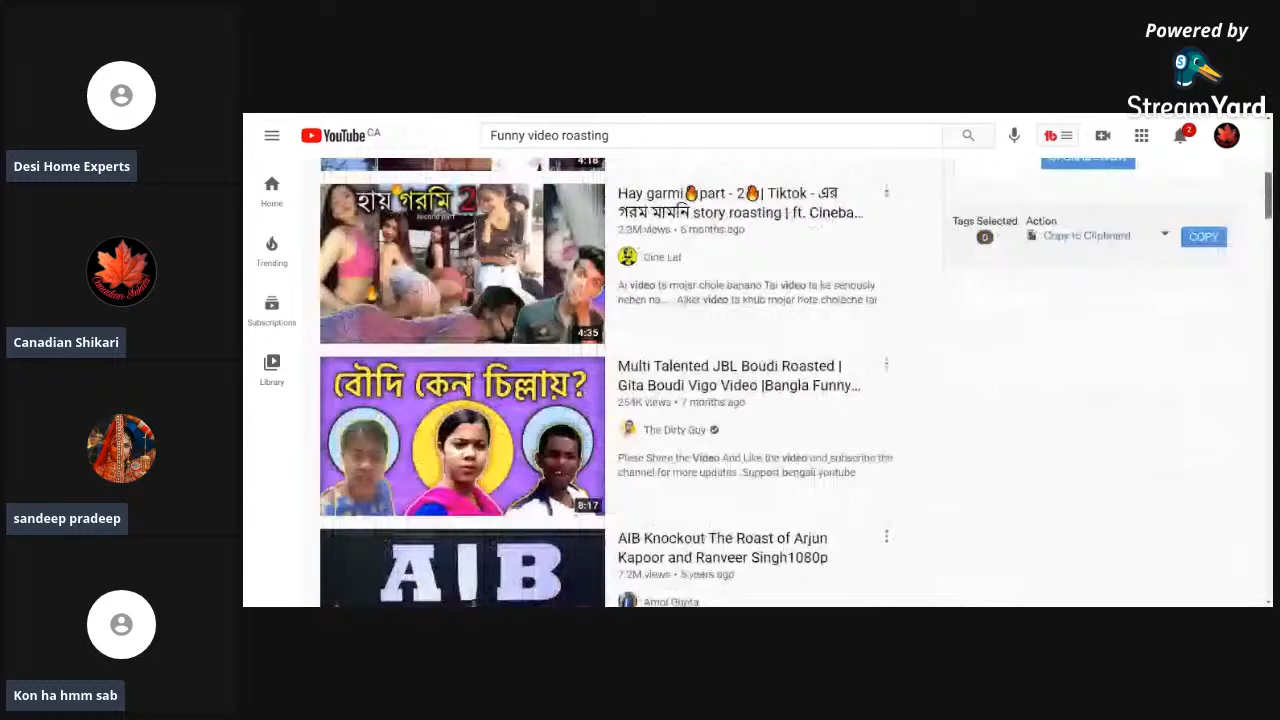 Powered by
StreamYard
Desi Home Experts
Canadian Shikari
sandeep pradeep
Kon ha hmm sab
YouTube CA
Funny video roasting
2
Home
Trending
Subscriptions
Library
4:18
হায় গরমি 2
second part
4:35
Hay garmi🔥part - 2🔥| Tiktok - এর
গরম মামনি story roasting | ft. Cineba...
2.3M views • 6 months ago
Cine Laf
Ai video ta mojar chole banano Tai video ta ke seriously
neben na.... Ajker video ta khub mojar hote choleche tai
Tags Selected
0
Action
Copy to Clipboard
COPY
বৌদি কেন চিল্লায়?
8:17
Multi Talented JBL Boudi Roasted |
Gita Boudi Vigo Video |Bangla Funny...
254K views • 7 months ago
The Dirty Guy
Plese Share the Video And Like the video and subscribe the
channel for more updates .Support bengali youtube
AIB
AIB Knockout The Roast of Arjun
Kapoor and Ranveer Singh1080p
7.2M views • 5 years ago
Amol Gupta